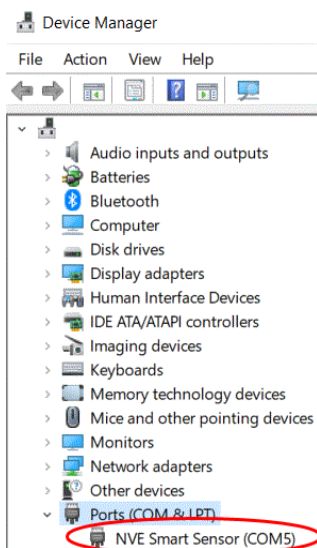 Device Manager
File Action View Help
Audio inputs and outputs
Batteries
Bluetooth
Computer
Disk drives
Display adapters
Human Interface Devices
IDE ATA/ATAPI controllers
Imaging devices
Keyboards
Memory technology devices
Mice and other pointing devices
Monitors
Network adapters
Other devices
Ports (COM & LPT)
NVE Smart Sensor (COM5)